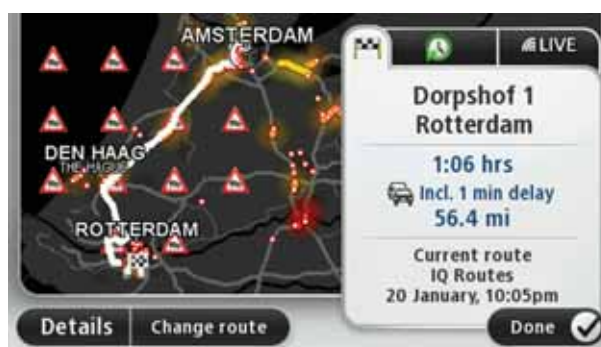 AMSTERDAM
DEN HAAG
THE HAGUE
ROTTERDAM
LIVE
Dorpshof 1
Rotterdam
1:06 hrs
Incl. 1 min delay
56.4 mi
Current route
IQ Routes
20 January, 10:05pm
Details
Change route
Done